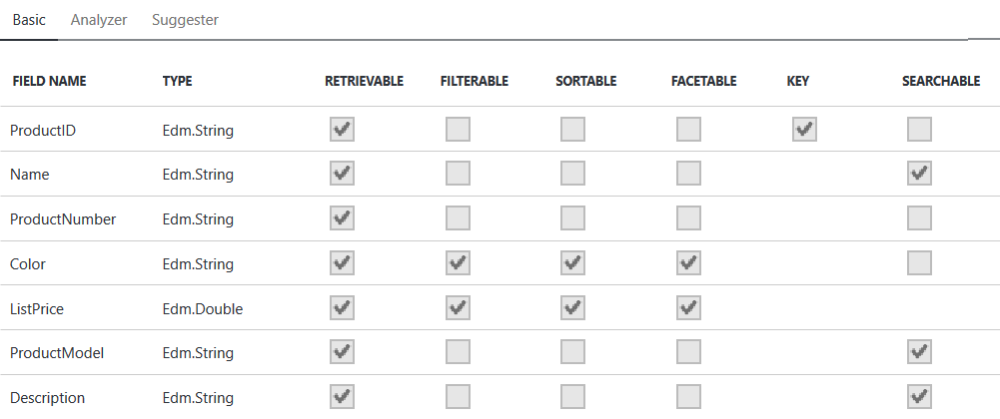 Basic Analyzer Suggester
FIELD NAME TYPE RETRIEVABLE FILTERABLE SORTABLE FACETABLE KEY SEARCHABLE
ProductID Edm.String
Name Edm.String
ProductNumber Edm.String
Color Edm.String
ListPrice Edm.Double
ProductModel Edm.String
Description Edm.String